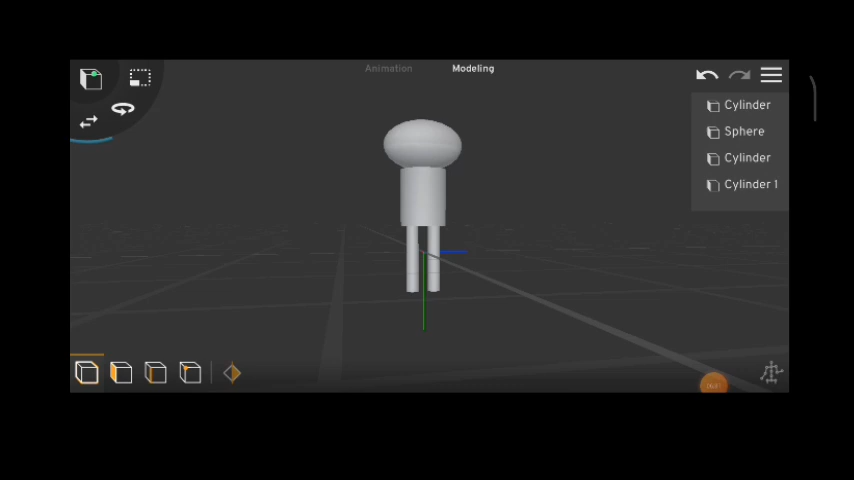 Animation
Modeling
Cylinder
Sphere
Cylinder
Cylinder 1